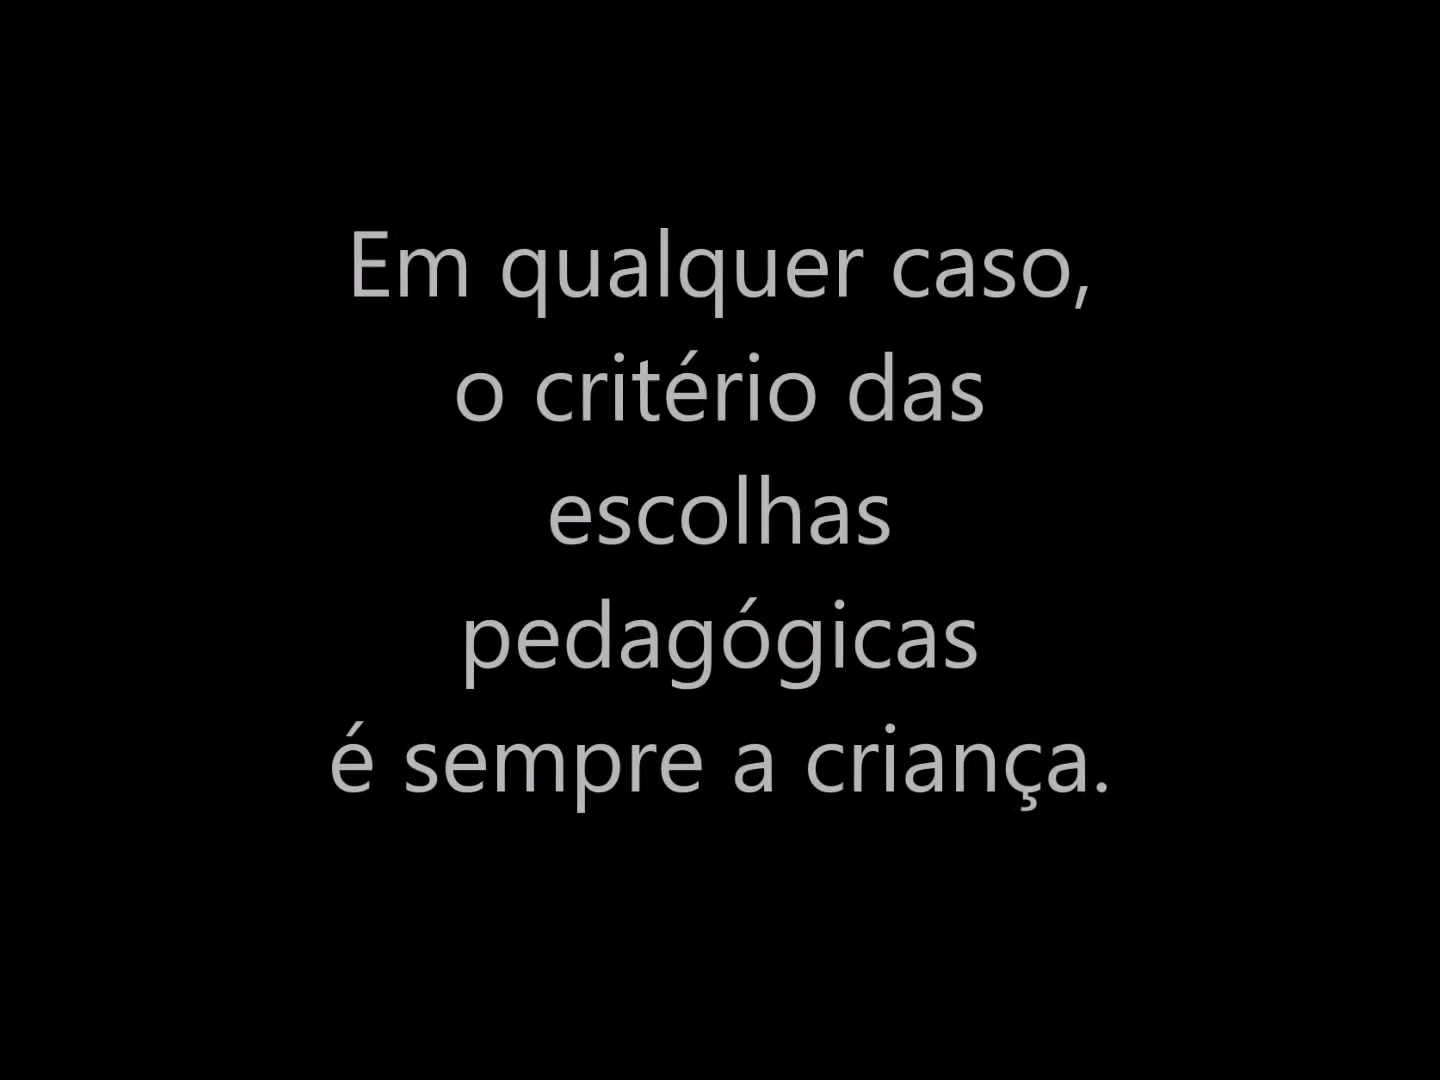 Em qualquer caso,
o critério das
escolhas
pedagógicas
é sempre a criança.